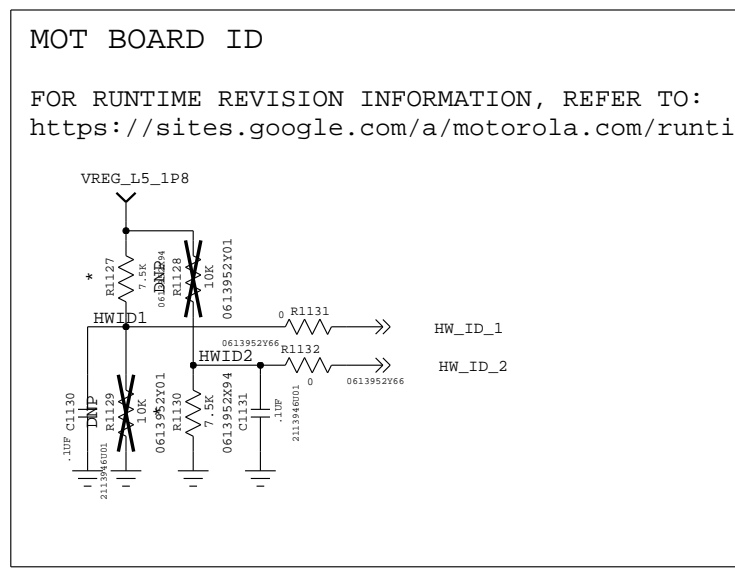 MOT BOARD ID
FOR RUNTIME REVISION INFORMATION, REFER TO:
https://sites.google.com/a/motorola.com/runti
VREG_L5_1P8
*
R1127
7.5K
DNP
R1128
10K
0613952Y01
HWID1
0
R1131
HW_ID_1
0613952Y66
HWID2
R1132
0
0613952Y66
HW_ID_2
C1130
.1UF
2113946U01
DNP
R1129
10K
0613952Y01
*
R1130
7.5K
0613952X94
C1131
.1UF
2113946U01